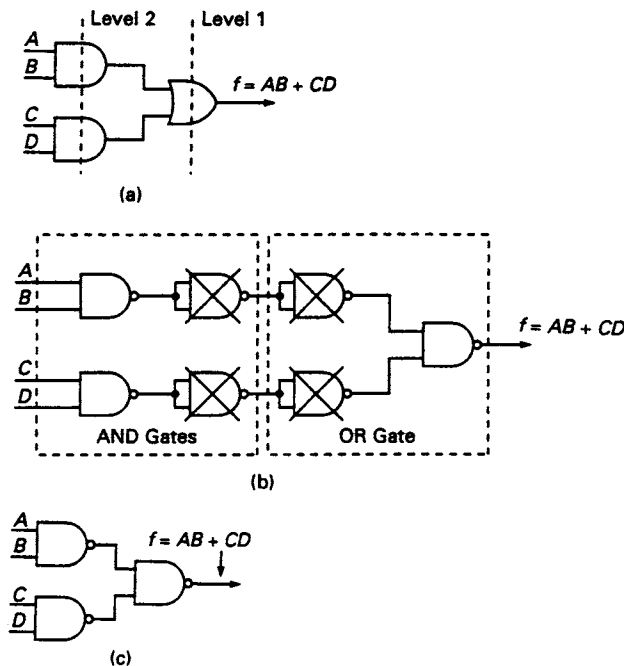 Level 2 Level 1
A
B
f = AB + CD
C
D
(a)
A
B
f = AB + CD
C
D
AND Gates OR Gate
(b)
A
f = AB + CD
B
C
D
(c)